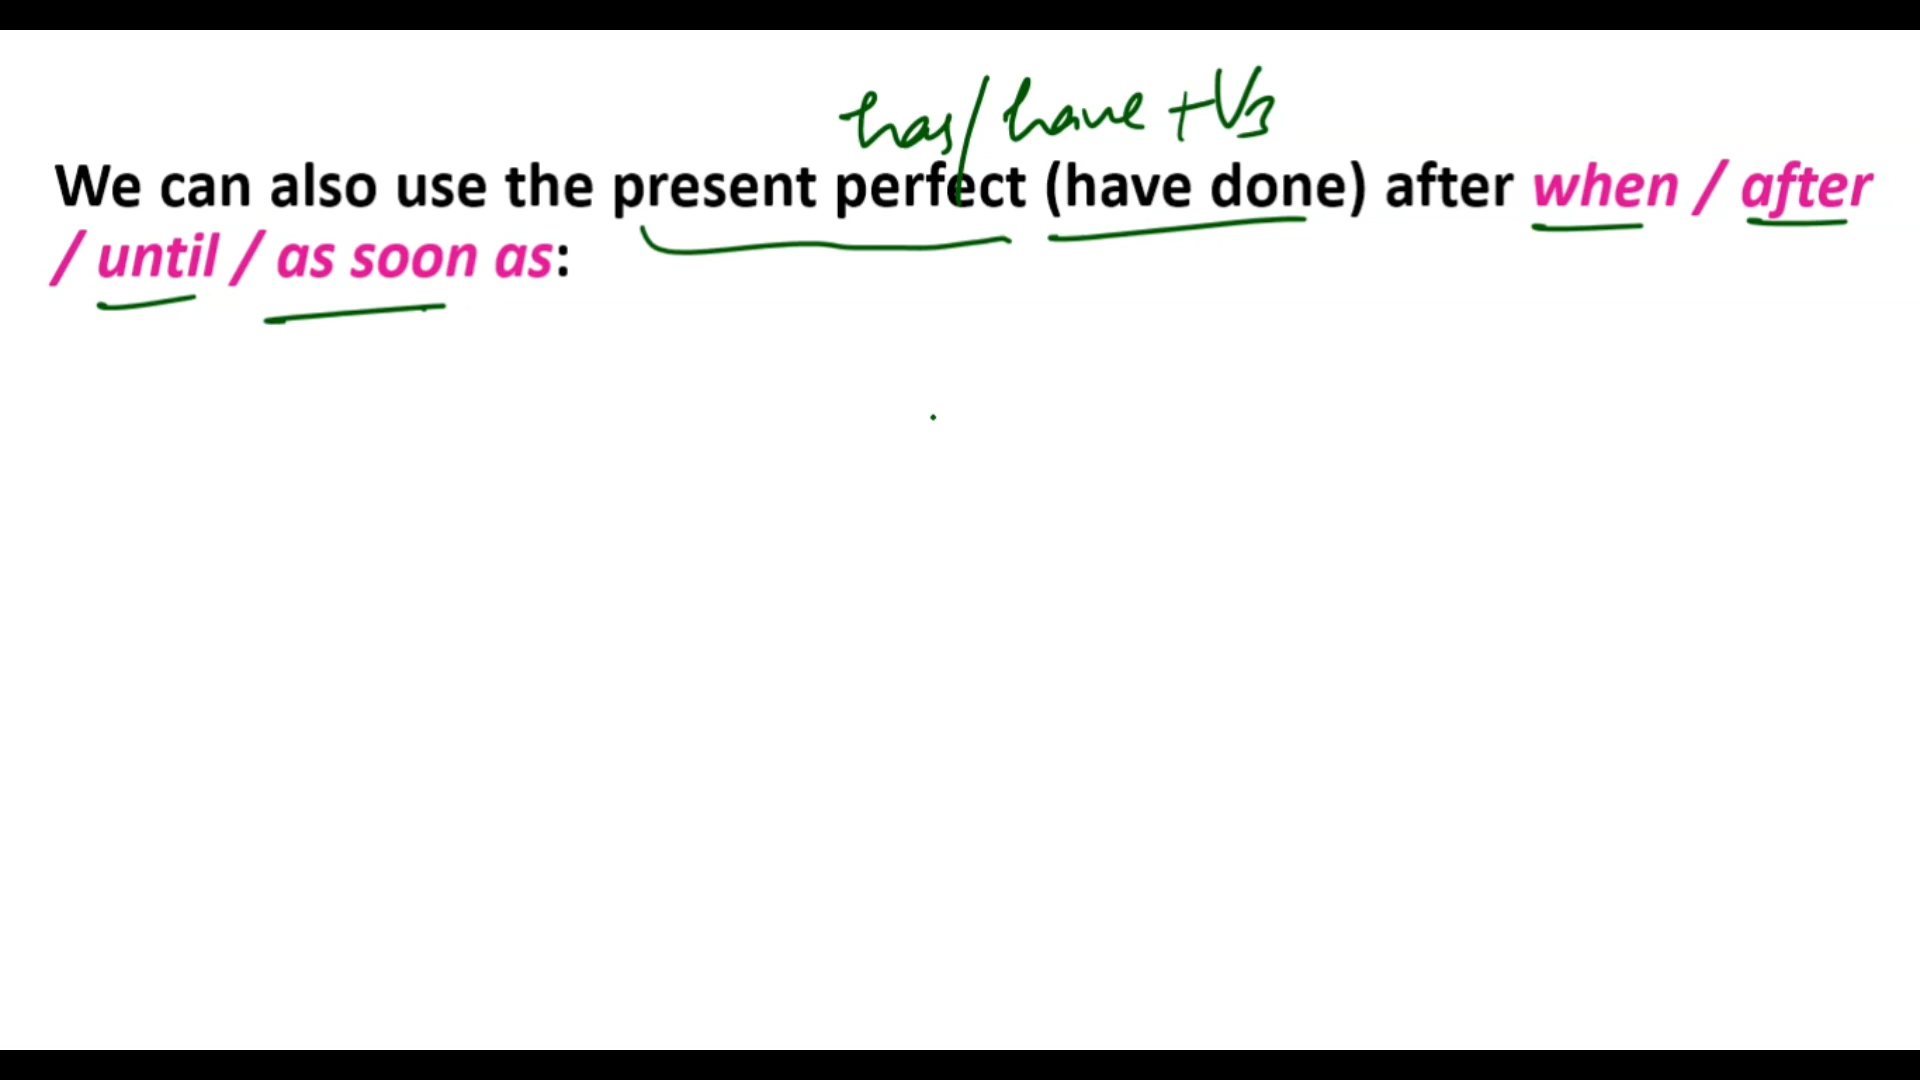 has/have +V3
We can also use the present perfect (have done) after when / after
/ until / as soon as: